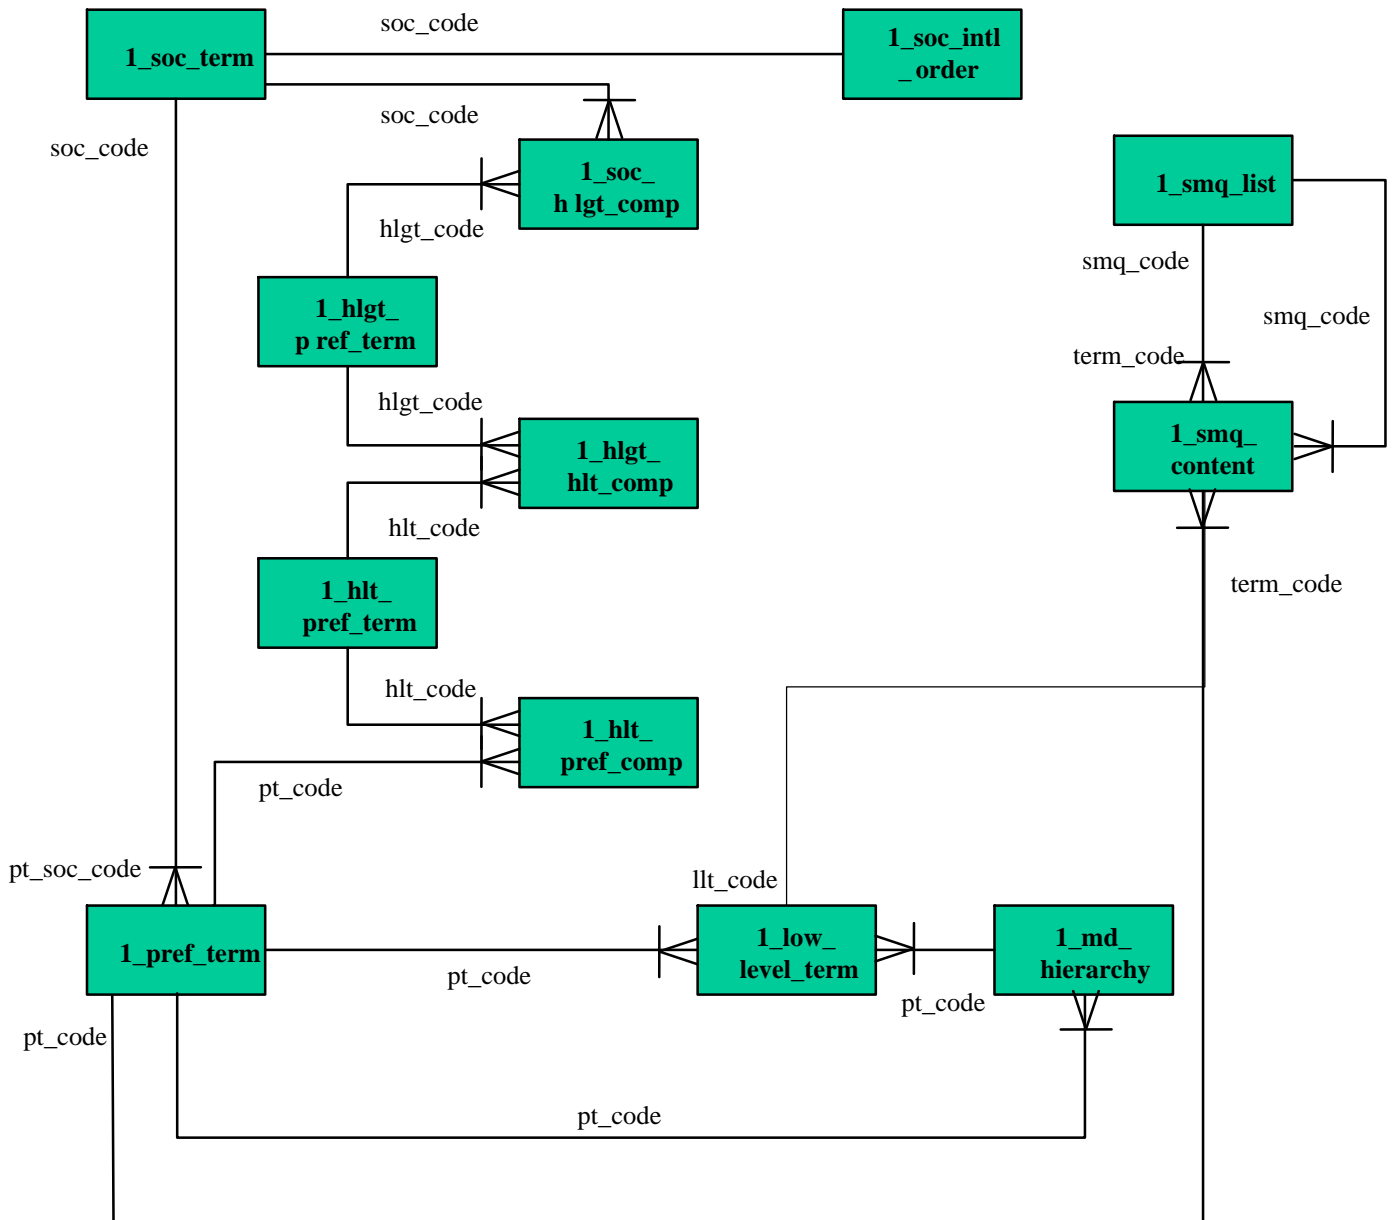 soc_code
1_soc_term
1_soc_intl
_ order
soc_code
soc_code
1_soc_
h lgt_comp
1_smq_list
hlgt_code
smq_code
1_hlgt_
p ref_term
smq_code
term_code
hlgt_code
1_hlgt_
hlt_comp
1_smq_
content
hlt_code
1_hlt_
pref_term
term_code
hlt_code
1_hlt_
pref_comp
pt_code
pt_soc_code
llt_code
1_pref_term
1_low_
level_term
1_md_
hierarchy
pt_code
pt_code
pt_code
pt_code